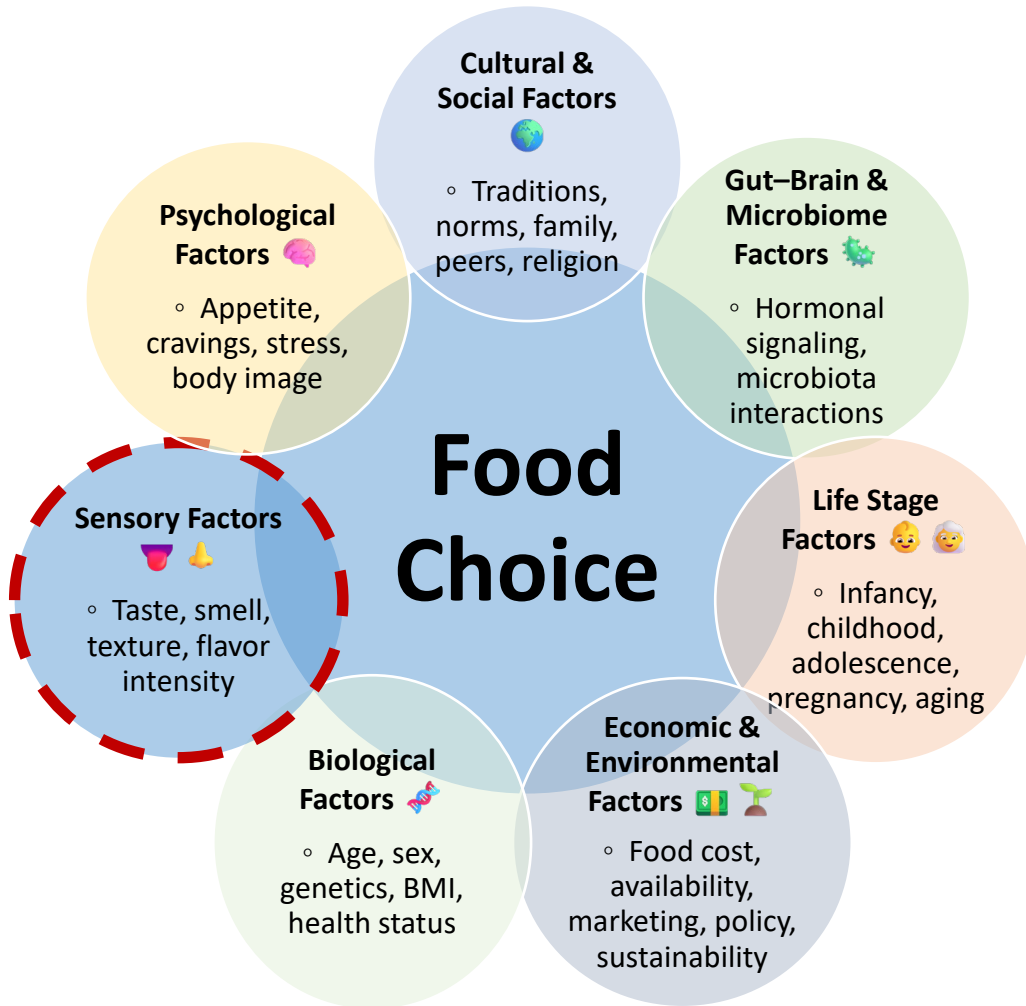 Cultural &
Social Factors
🌍
◦ Traditions,
norms, family,
peers, religion
Gut–Brain &
Microbiome
Factors 🦠
◦ Hormonal
signaling,
microbiota
interactions
Life Stage
Factors 👶 👵
◦ Infancy,
childhood,
adolescence,
pregnancy, aging
Economic &
Environmental
Factors 💵 🌱
◦ Food cost,
availability,
marketing, policy,
sustainability
Biological
Factors 🧬
◦ Age, sex,
genetics, BMI,
health status
Sensory Factors
👅 👃
◦ Taste, smell,
texture, flavor
intensity
Psychological
Factors 🧠
◦ Appetite,
cravings, stress,
body image
Food
Choice